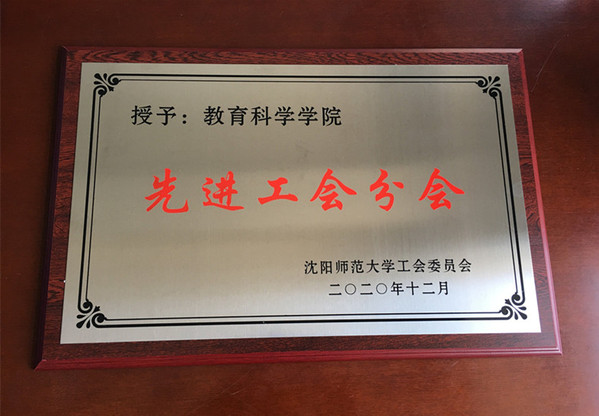 授予：教育科学学院
先进工会分会
沈阳师范大学工会委员会
二〇二〇年十二月